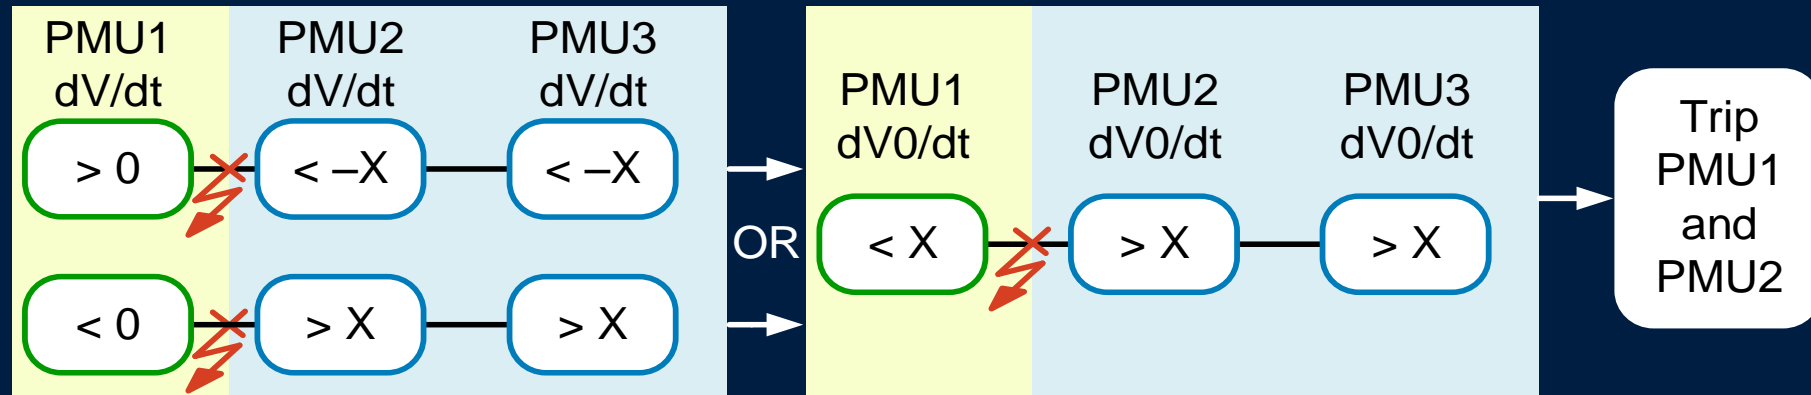 PMU1
dV/dt
PMU2
dV/dt
PMU3
dV/dt
> 0
< –X
< –X
< 0
> X
> X
OR
PMU1
dV0/dt
PMU2
dV0/dt
PMU3
dV0/dt
< X
> X
> X
Trip
PMU1
and
PMU2